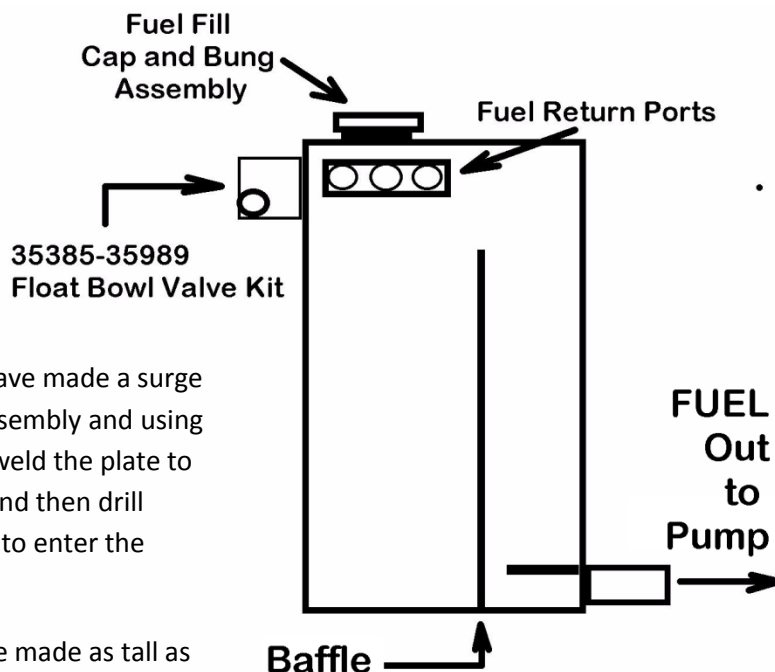 Fuel Fill
Cap and Bung
Assembly
Fuel Return Ports
35385-35989
Float Bowl Valve Kit
ave made a surge
ssembly and using
weld the plate to
nd then drill
to enter the
FUEL
Out
to
Pump
e made as tall as
Baffle